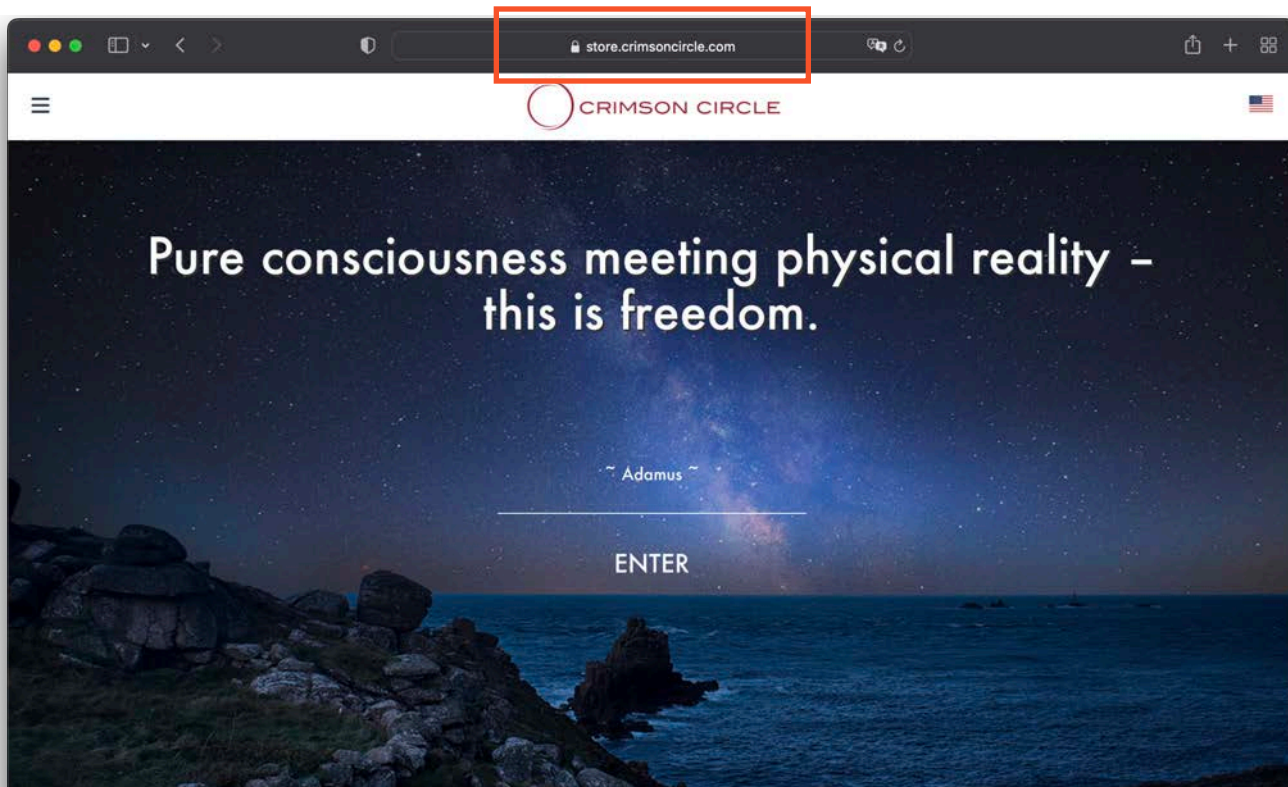 store.crimsoncircle.com
CRIMSON CIRCLE
Pure consciousness meeting physical reality –
this is freedom.
~ Adamus ~
ENTER